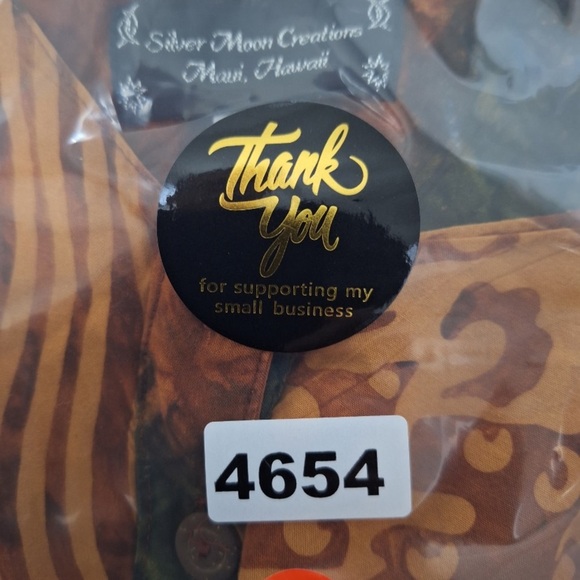 Silver Moon Creations
Maui, Hawaii
Thank
You
for supporting my
small business
4654